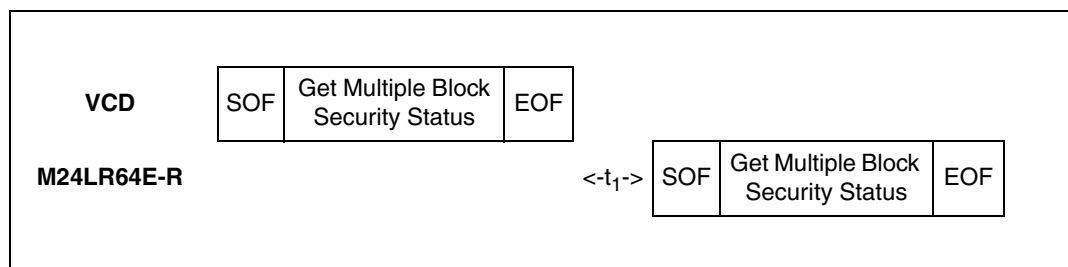 VCD SOF Get Multiple Block Security Status EOF
M24LR64E-R <-t1-> SOF Get Multiple Block Security Status EOF